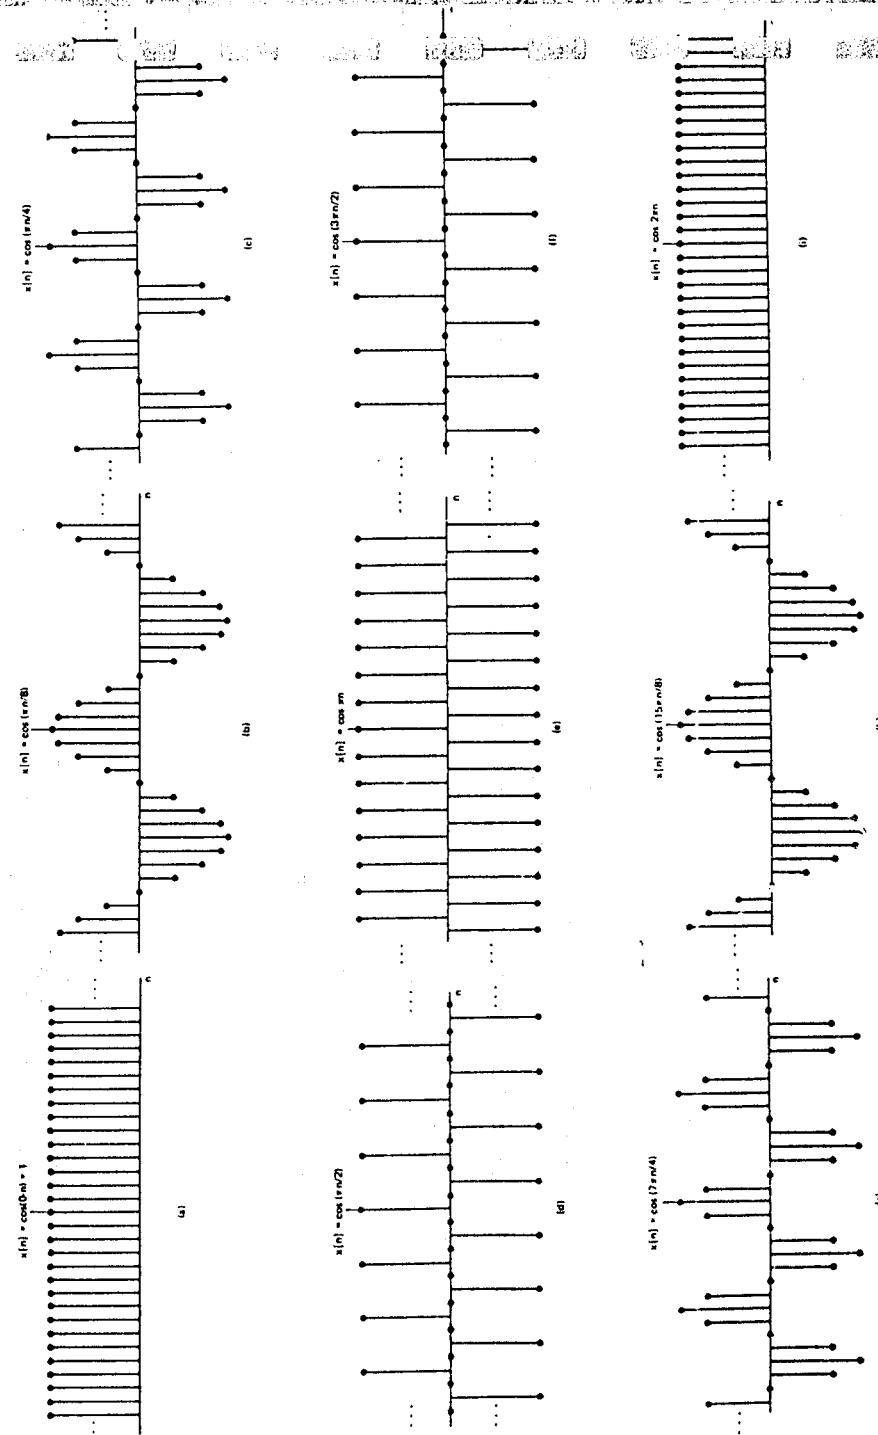 x[n] = cos(0·n) = 1
n
(a)
x[n] = cos (πn/8)
n
(b)
x[n] = cos (πn/4)
(c)
x[n] = cos (πn/2)
n
(d)
x[n] = cos πn
n
(e)
x[n] = cos (3πn/2)
(f)
x[n] = cos (7πn/4)
n
x[n] = cos (15πn/8)
n
x[n] = cos 2πn
(i)